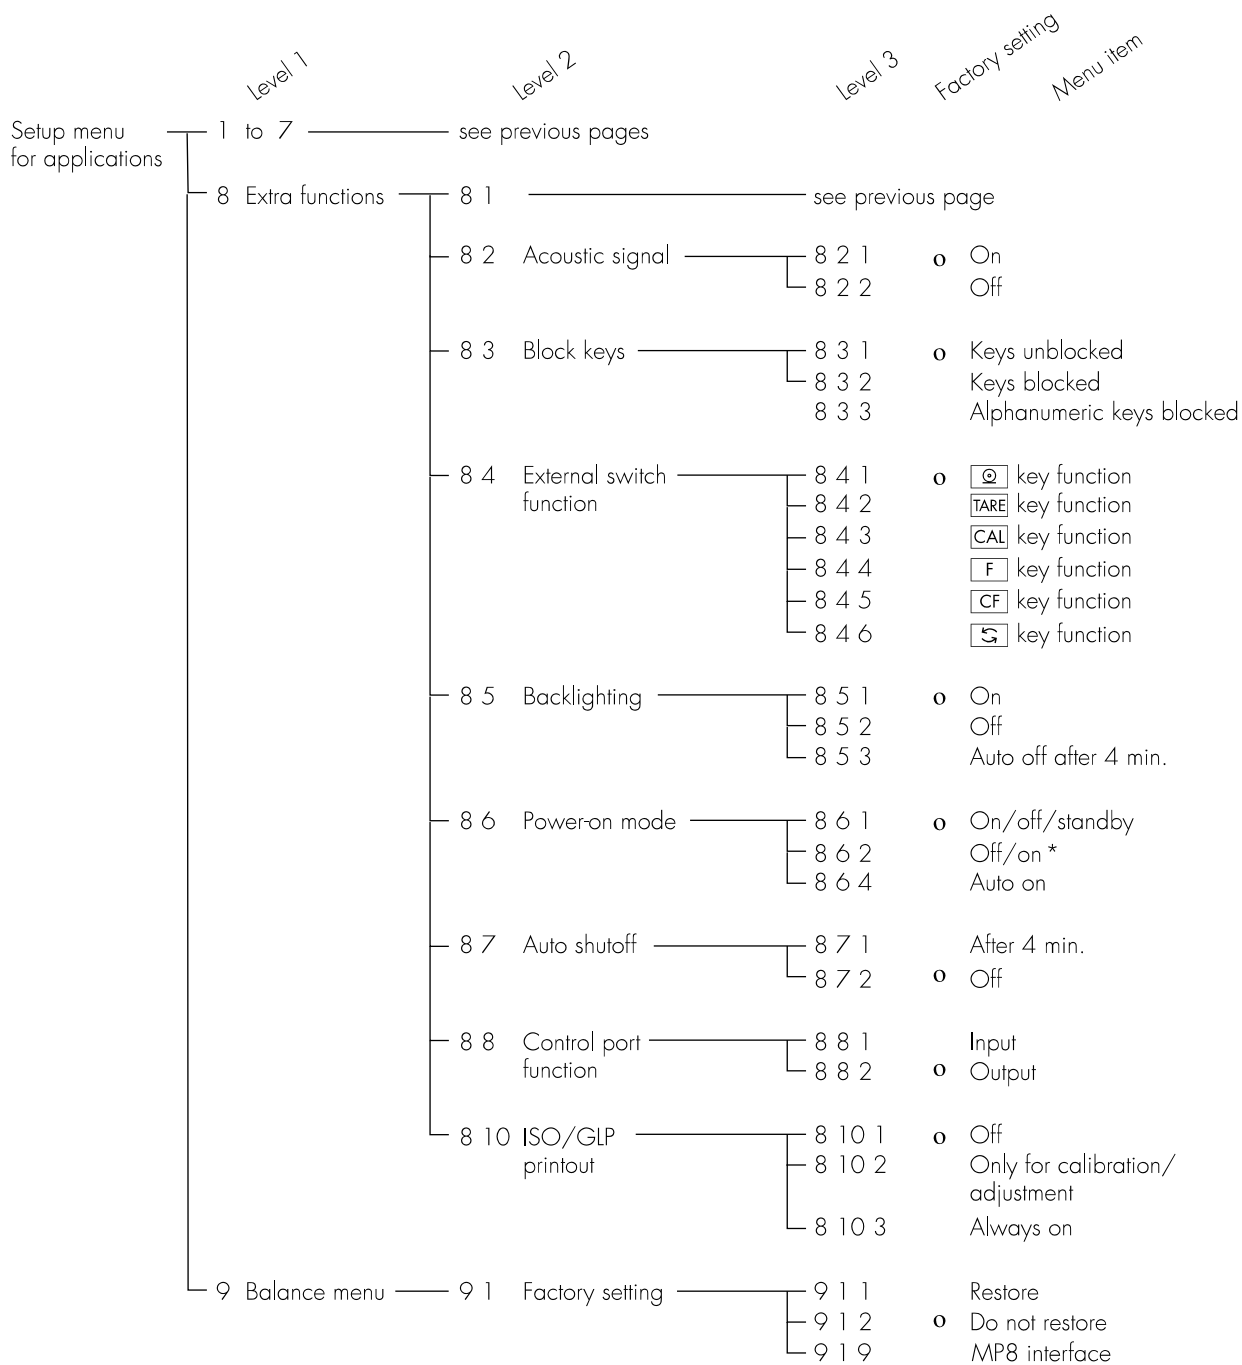 Level 1 Level 2 Level 3 Factory setting Menu item
Setup menu 1 to 7 see previous pages
for applications
8 Extra functions 8 1 see previous page
8 2 Acoustic signal 8 2 1 o On
8 2 2 Off
8 3 Block keys 8 3 1 o Keys unblocked
8 3 2 Keys blocked
8 3 3 Alphanumeric keys blocked
8 4 External switch 8 4 1 o key function
function 8 4 2 TARE key function
8 4 3 CAL key function
8 4 4 F key function
8 4 5 CF key function
8 4 6 key function
8 5 Backlighting 8 5 1 o On
8 5 2 Off
8 5 3 Auto off after 4 min.
8 6 Power-on mode 8 6 1 o On/off/standby
8 6 2 Off/on *
8 6 4 Auto on
8 7 Auto shutoff 8 7 1 After 4 min.
8 7 2 o Off
8 8 Control port 8 8 1 Input
function 8 8 2 o Output
8 10 ISO/GLP 8 10 1 o Off
printout 8 10 2 Only for calibration/
adjustment
8 10 3 Always on
9 Balance menu 9 1 Factory setting 9 1 1 Restore
9 1 2 o Do not restore
9 1 9 MP8 interface